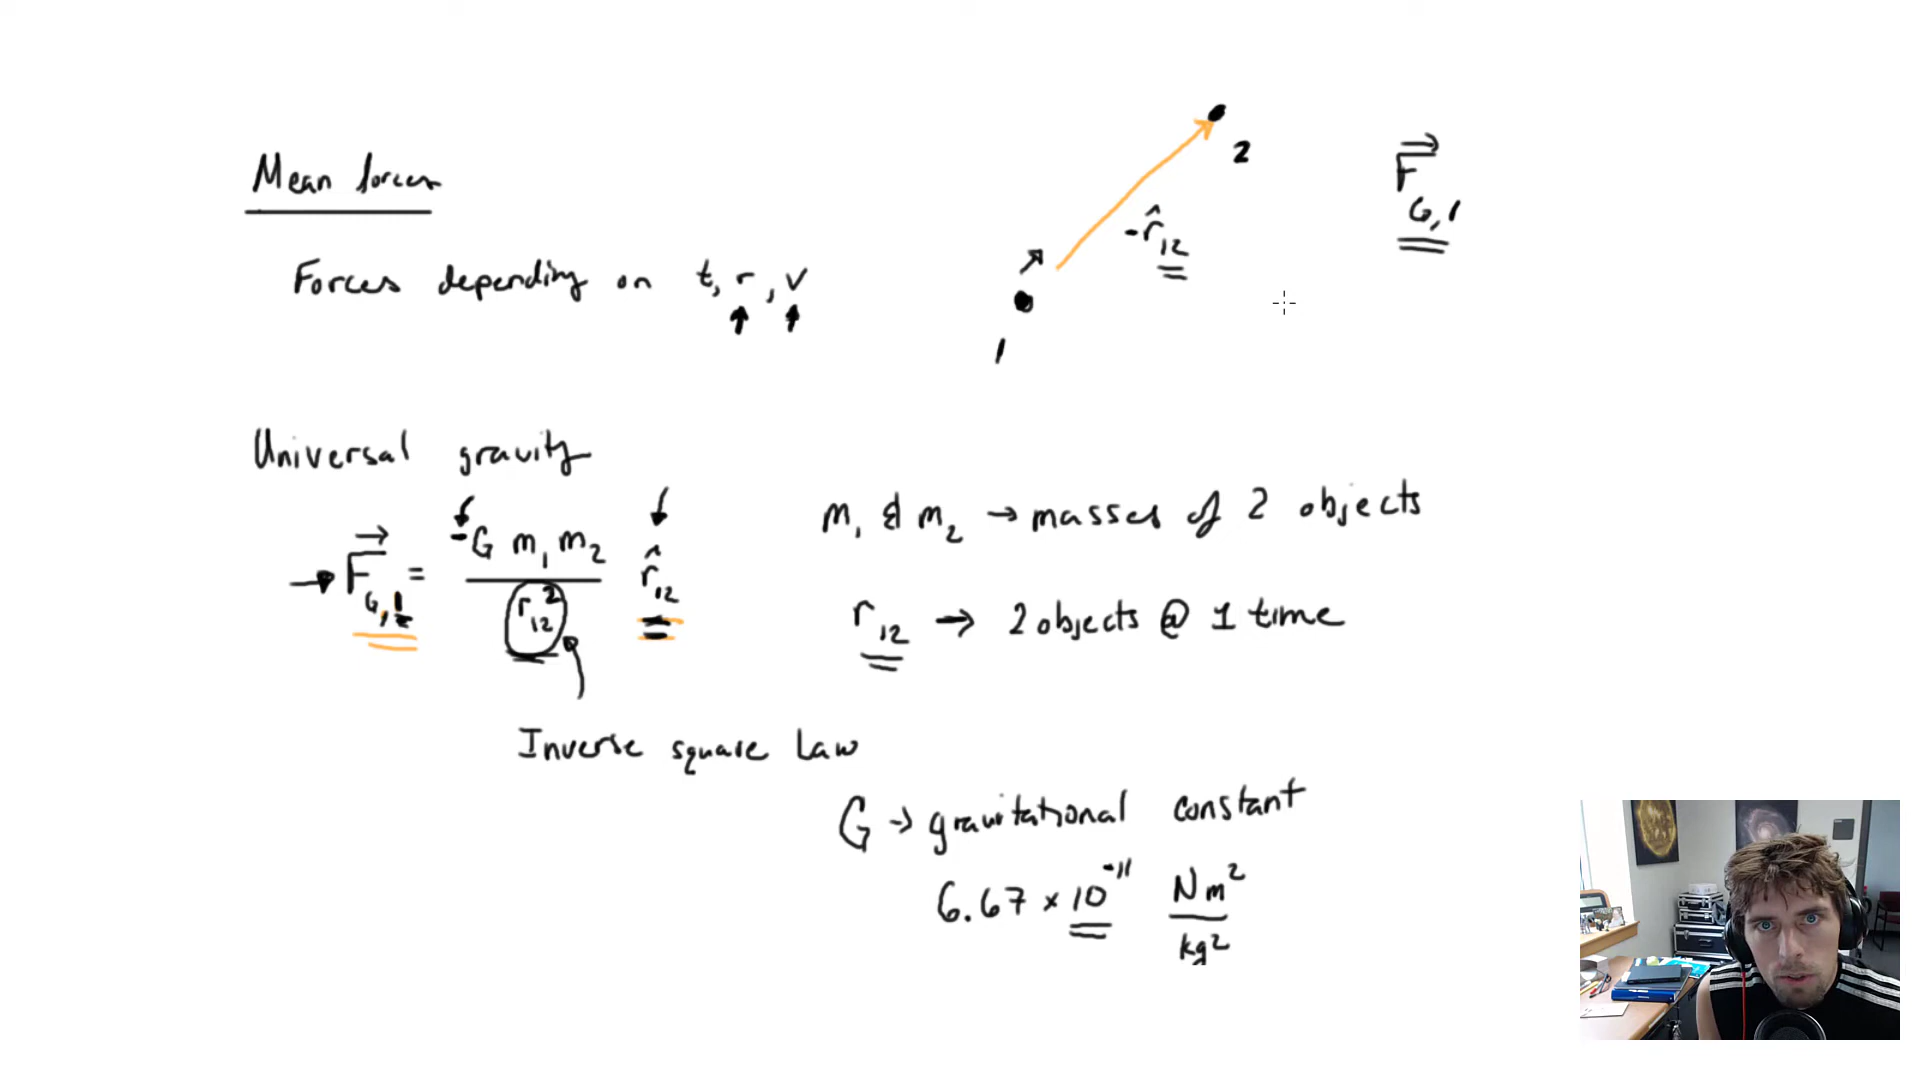 Mean forces
Forces depending on t, r, v
2
-r̂₁₂
1
F⃗_G,1
Universal gravity
F⃗_G,1 = -G m₁ m₂ / r₁₂² r̂₁₂
m₁ & m₂ → masses of 2 objects
r₁₂ → 2 objects @ 1 time
Inverse square Law
G → gravitational constant
6.67 × 10⁻¹¹ Nm² / kg²